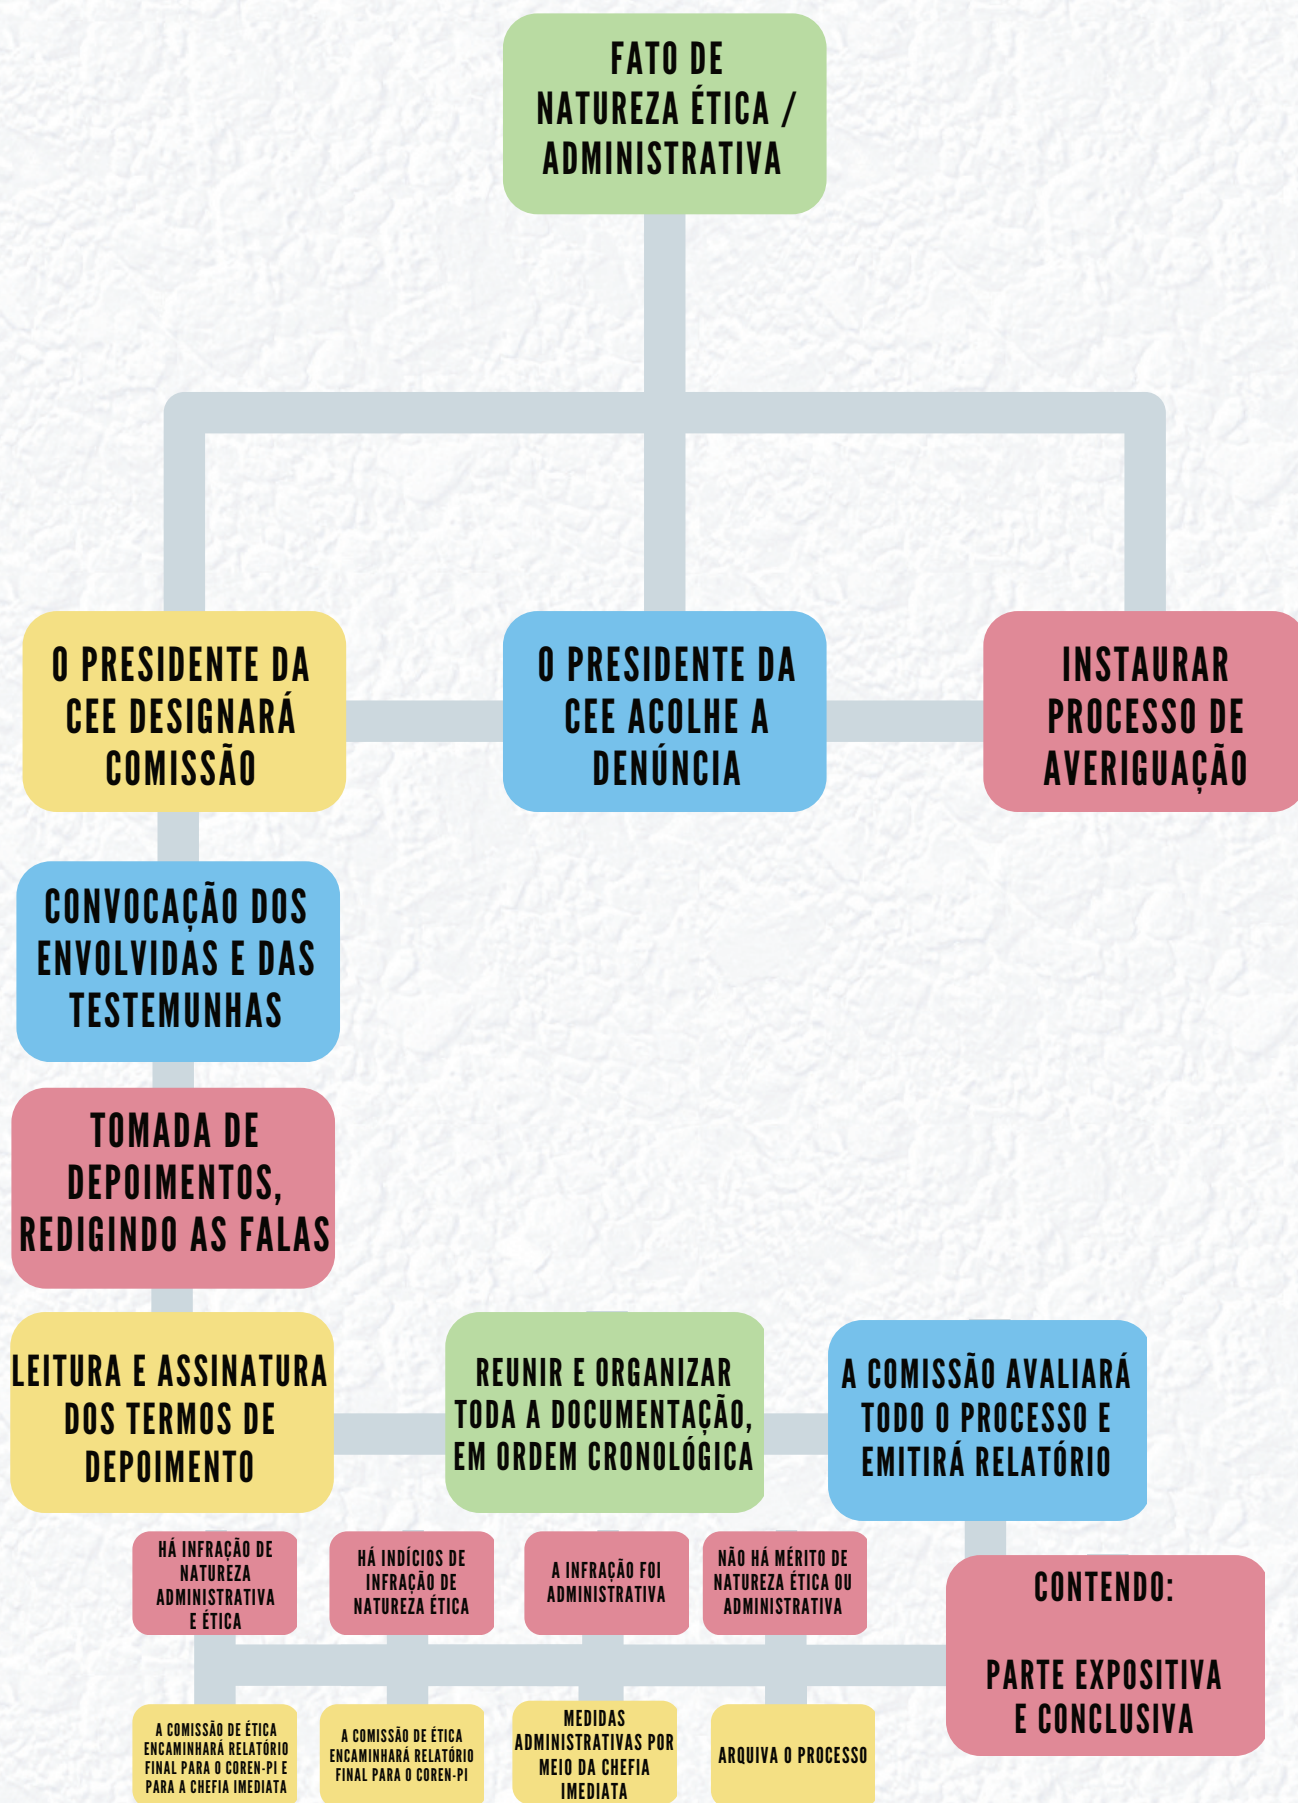 FATO DE
NATUREZA ÉTICA /
ADMINISTRATIVA
O PRESIDENTE DA
CEE DESIGNARÁ
COMISSÃO
O PRESIDENTE DA
CEE ACOLHE A
DENÚNCIA
INSTAURAR
PROCESSO DE
AVERIGUAÇÃO
CONVOCAÇÃO DOS
ENVOLVIDAS E DAS
TESTEMUNHAS
TOMADA DE
DEPOIMENTOS,
REDIGINDO AS FALAS
LEITURA E ASSINATURA
DOS TERMOS DE
DEPOIMENTO
REUNIR E ORGANIZAR
TODA A DOCUMENTAÇÃO,
EM ORDEM CRONOLÓGICA
A COMISSÃO AVALIARÁ
TODO O PROCESSO E
EMITIRÁ RELATÓRIO
HÁ INFRAÇÃO DE
NATUREZA
ADMINISTRATIVA
E ÉTICA
HÁ INDÍCIOS DE
INFRAÇÃO DE
NATUREZA ÉTICA
A INFRAÇÃO FOI
ADMINISTRATIVA
NÃO HÁ MÉRITO DE
NATUREZA ÉTICA OU
ADMINISTRATIVA
CONTENDO:
PARTE EXPOSITIVA
E CONCLUSIVA
A COMISSÃO DE ÉTICA
ENCAMINHARÁ RELATÓRIO
FINAL PARA O COREN-PI E
PARA A CHEFIA IMEDIATA
A COMISSÃO DE ÉTICA
ENCAMINHARÁ RELATÓRIO
FINAL PARA O COREN-PI
MEDIDAS
ADMINISTRATIVAS POR
MEIO DA CHEFIA
IMEDIATA
ARQUIVA O PROCESSO